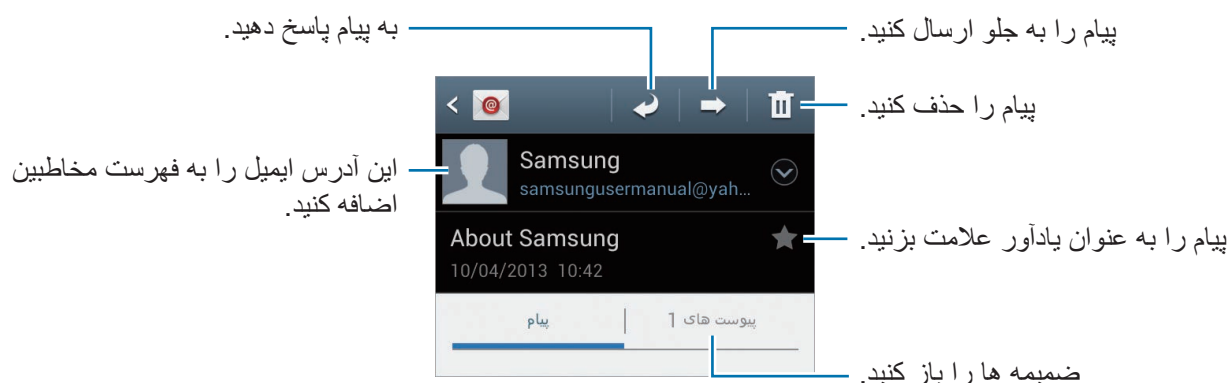 به پیام پاسخ دهید.
پیام را به جلو ارسال کنید.
پیام را حذف کنید.
Samsung
samsungusermanual@yah...
این آدرس ایمیل را به فهرست مخاطبین
اضافه کنید.
About Samsung
10/04/2013 10:42
پیام را به عنوان یادآور علامت بزنید.
پیوست های 1
پیام
ضمیمه ها را باز کنید.